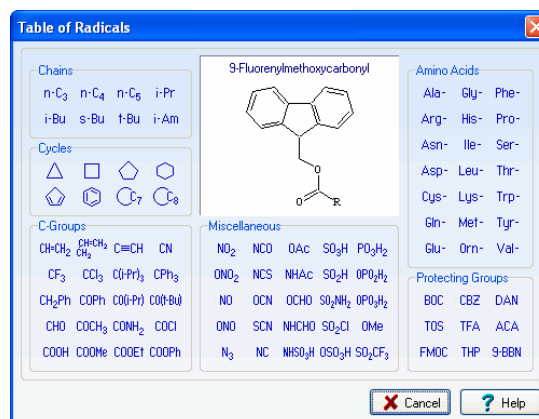 Table of Radicals
Chains
n-C3 n-C4 n-C5 i-Pr
i-Bu s-Bu t-Bu i-Am
Cycles
C7 C8
C-Groups
CH=CH2 CH=CH2 CH2 C≡CH CN
CF3 CCl3 C(i-Pr)3 CPh3
CH2Ph COPh CO(i-Pr) CO(t-Bu)
CHO COCH3 CONH2 COCl
COOH COOMe COOEt COOPh
9-Fluorenylmethoxycarbonyl
O
O R
Miscellaneous
NO2 NCO OAc SO3H PO3H2
ONO2 NCS NHAc SO2H OPO2H2
NO OCN OCHO SO2NH2 OPO3H2
ONO SCN NHCHO SO2Cl OMe
N3 NC NHSO3H OSO3H SO2CF3
Amino Acids
Ala- Gly- Phe-
Arg- His- Pro-
Asn- Ile- Ser-
Asp- Leu- Thr-
Cys- Lys- Trp-
Gln- Met- Tyr-
Glu- Orn- Val-
Protecting Groups
BOC CBZ DAN
TOS TFA ACA
FMOC THP 9-BBN
Cancel
? Help